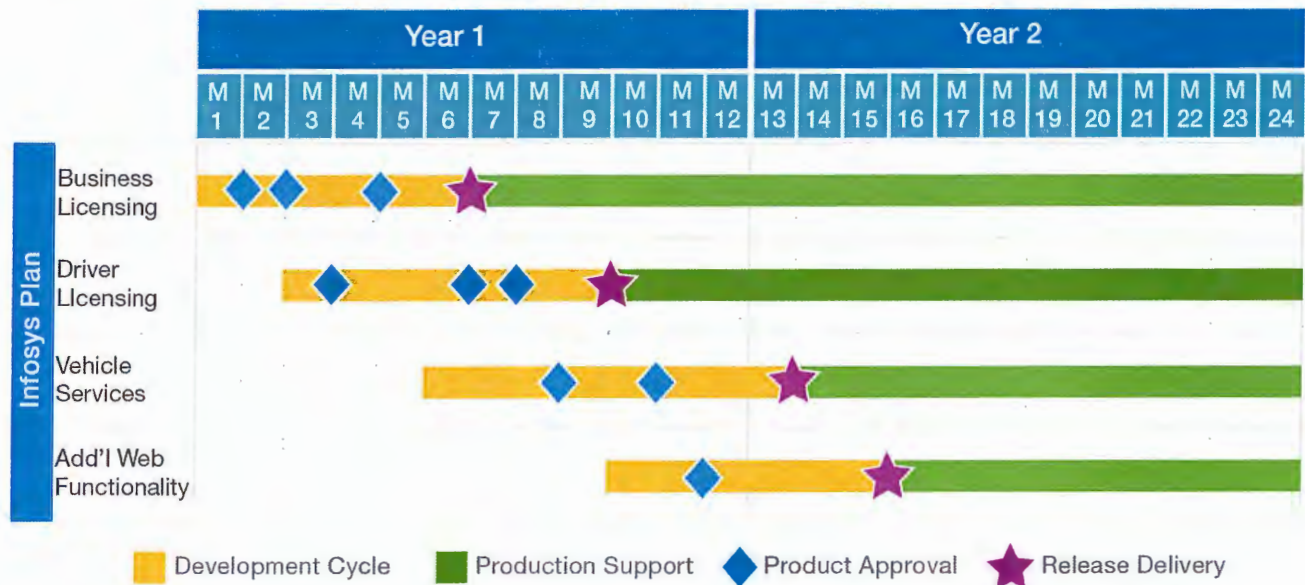 Year 1 Year 2
M M M M M M M M M M M M M M M M M M M M M M M M
1 2 3 4 5 6 7 8 9 10 11 12 13 14 15 16 17 18 19 20 21 22 23 24
Infosys Plan
Business
Licensing
Driver
LIcensing
Vehicle
Services
Add'l Web
Functionality
Development Cycle Production Support Product Approval Release Delivery